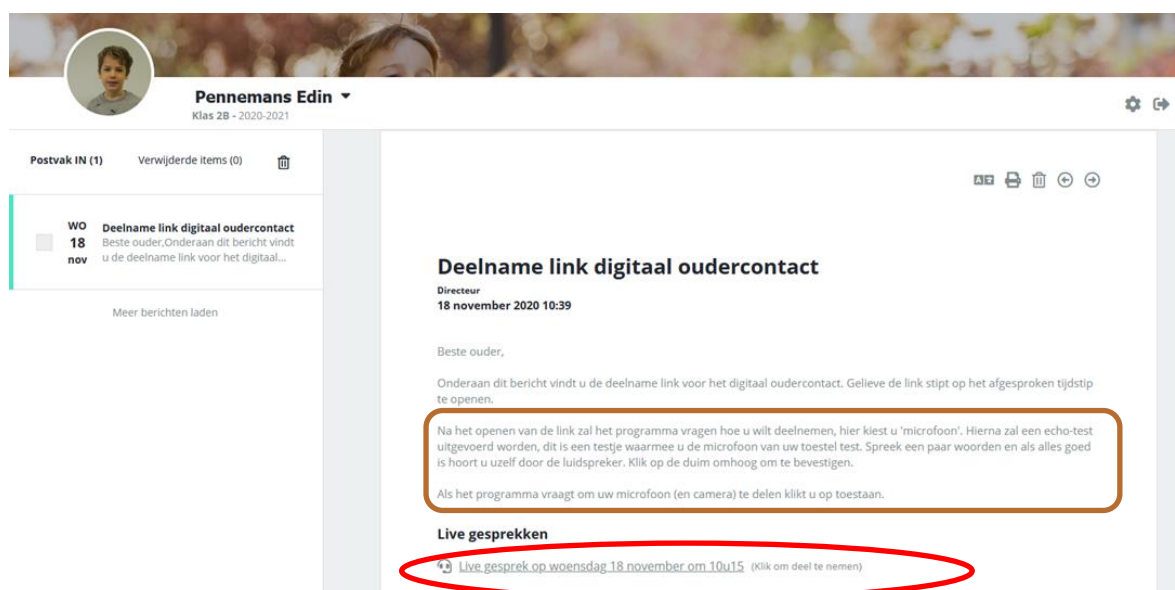 Pennemans Edin
Klas 2B - 2020-2021
Postvak IN (1) Verwijderde items (0)
WO 18 nov
Deelname link digitaal oudercontact
Beste ouder,Onderaan dit bericht vindt
u de deelname link voor het digitaal...
Meer berichten laden
Deelname link digitaal oudercontact
Directeur
18 november 2020 10:39
Beste ouder,
Onderaan dit bericht vindt u de deelname link voor het digitaal oudercontact. Gelieve de link stipt op het afgesproken tijdstip
te openen.
Na het openen van de link zal het programma vragen hoe u wilt deelnemen, hier kiest u 'microfoon'. Hierna zal een echo-test
uitgevoerd worden, dit is een testje waarmee u de microfoon van uw toestel test. Spreek een paar woorden en als alles goed
is hoort u uzelf door de luidspreker. Klik op de duim omhoog om te bevestigen.
Als het programma vraagt om uw microfoon (en camera) te delen klikt u op toestaan.
Live gesprekken
Live gesprek op woensdag 18 november om 10u15 (Klik om deel te nemen)